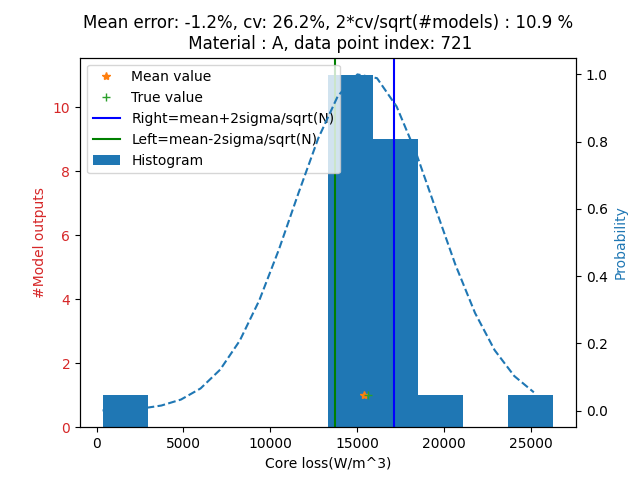 Mean error: -1.2%, cv: 26.2%, 2*cv/sqrt(#models) : 10.9 %
Material : A, data point index: 721
Mean value
True value
Right=mean+2sigma/sqrt(N)
Left=mean-2sigma/sqrt(N)
Histogram
#Model outputs
10
8
6
4
2
0
Probability
1.0
0.8
0.6
0.4
0.2
0.0
0 5000 10000 15000 20000 25000
Core loss(W/m^3)